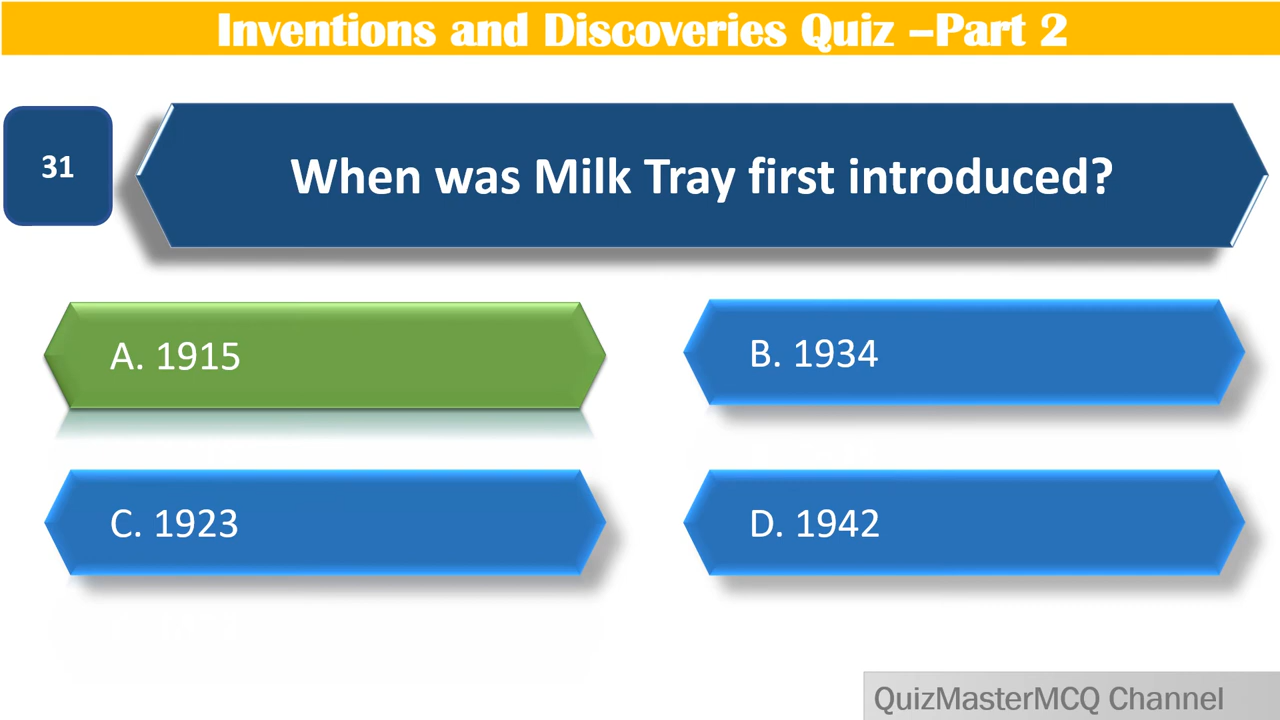 Inventions and Discoveries Quiz –Part 2
31
When was Milk Tray first introduced?
A. 1915
B. 1934
C. 1923
D. 1942
QuizMasterMCQ Channel